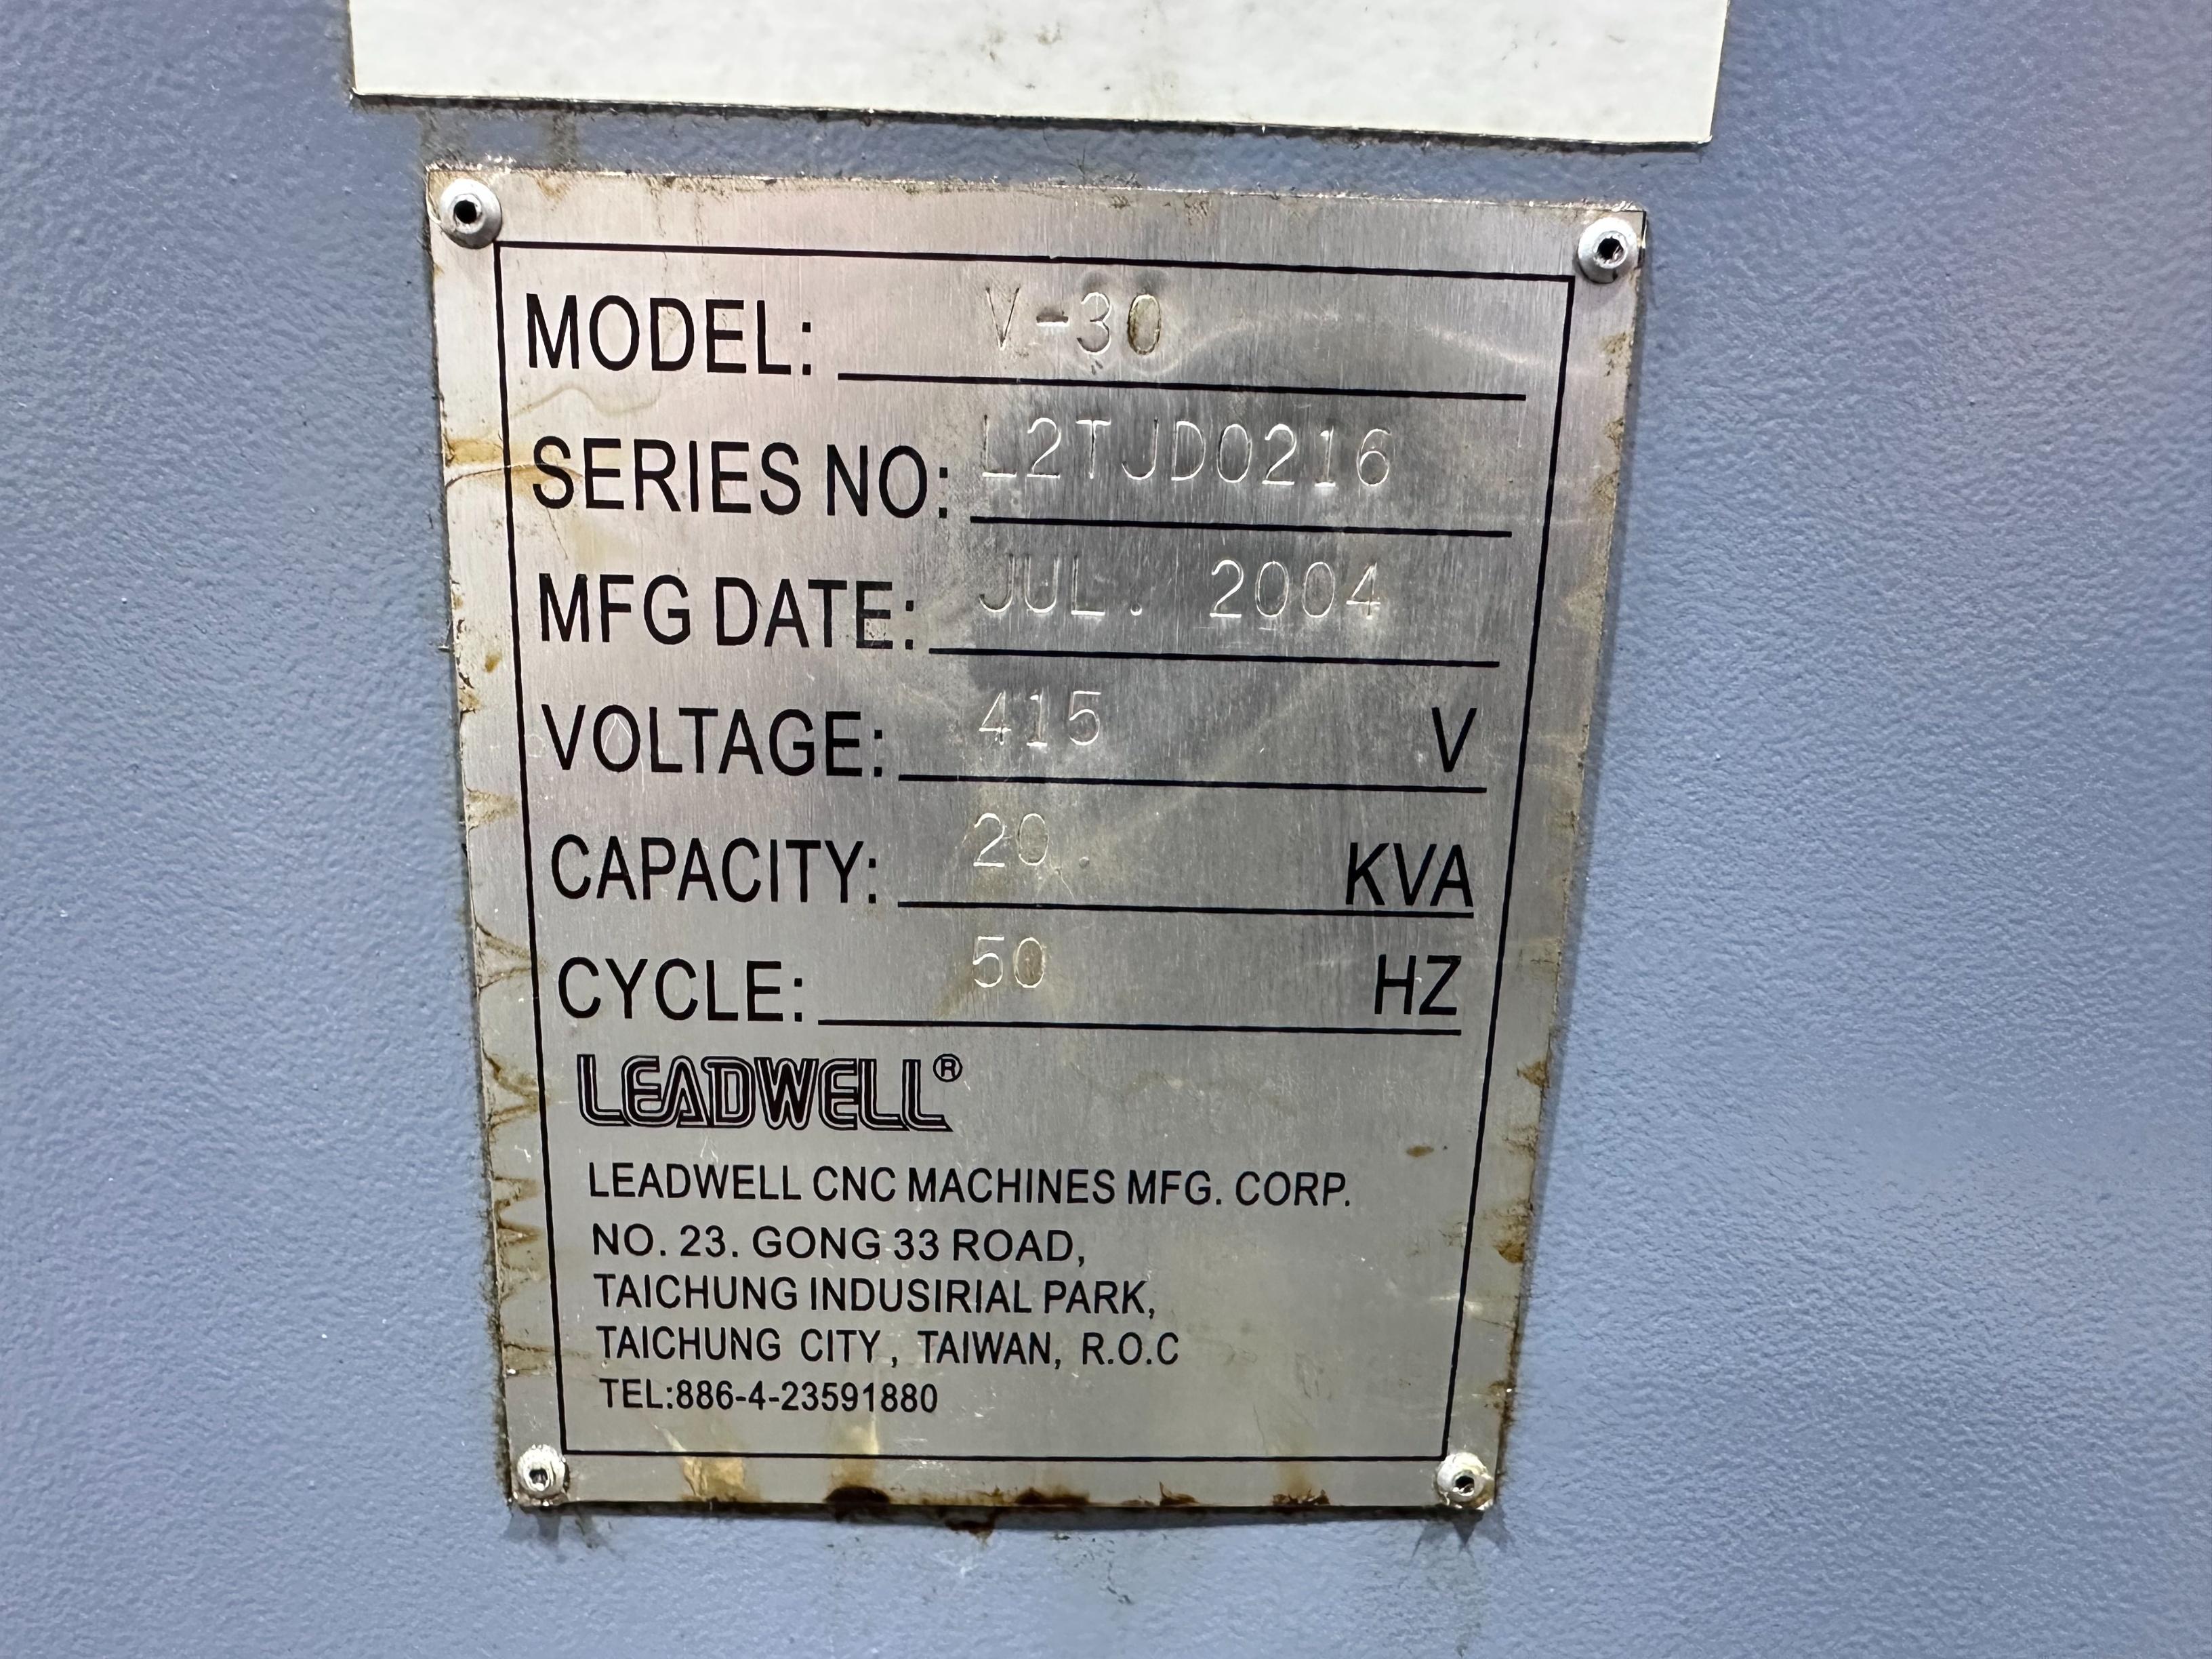 MODEL: V-30
SERIES NO: L2TJD0216
MFG DATE: JUL. 2004
VOLTAGE: 415 V
CAPACITY: 20 KVA
CYCLE: 50 HZ
LEADWELL®
LEADWELL CNC MACHINES MFG. CORP.
NO. 23. GONG 33 ROAD,
TAICHUNG INDUSIRIAL PARK,
TAICHUNG CITY, TAIWAN, R.O.C
TEL:886-4-23591880